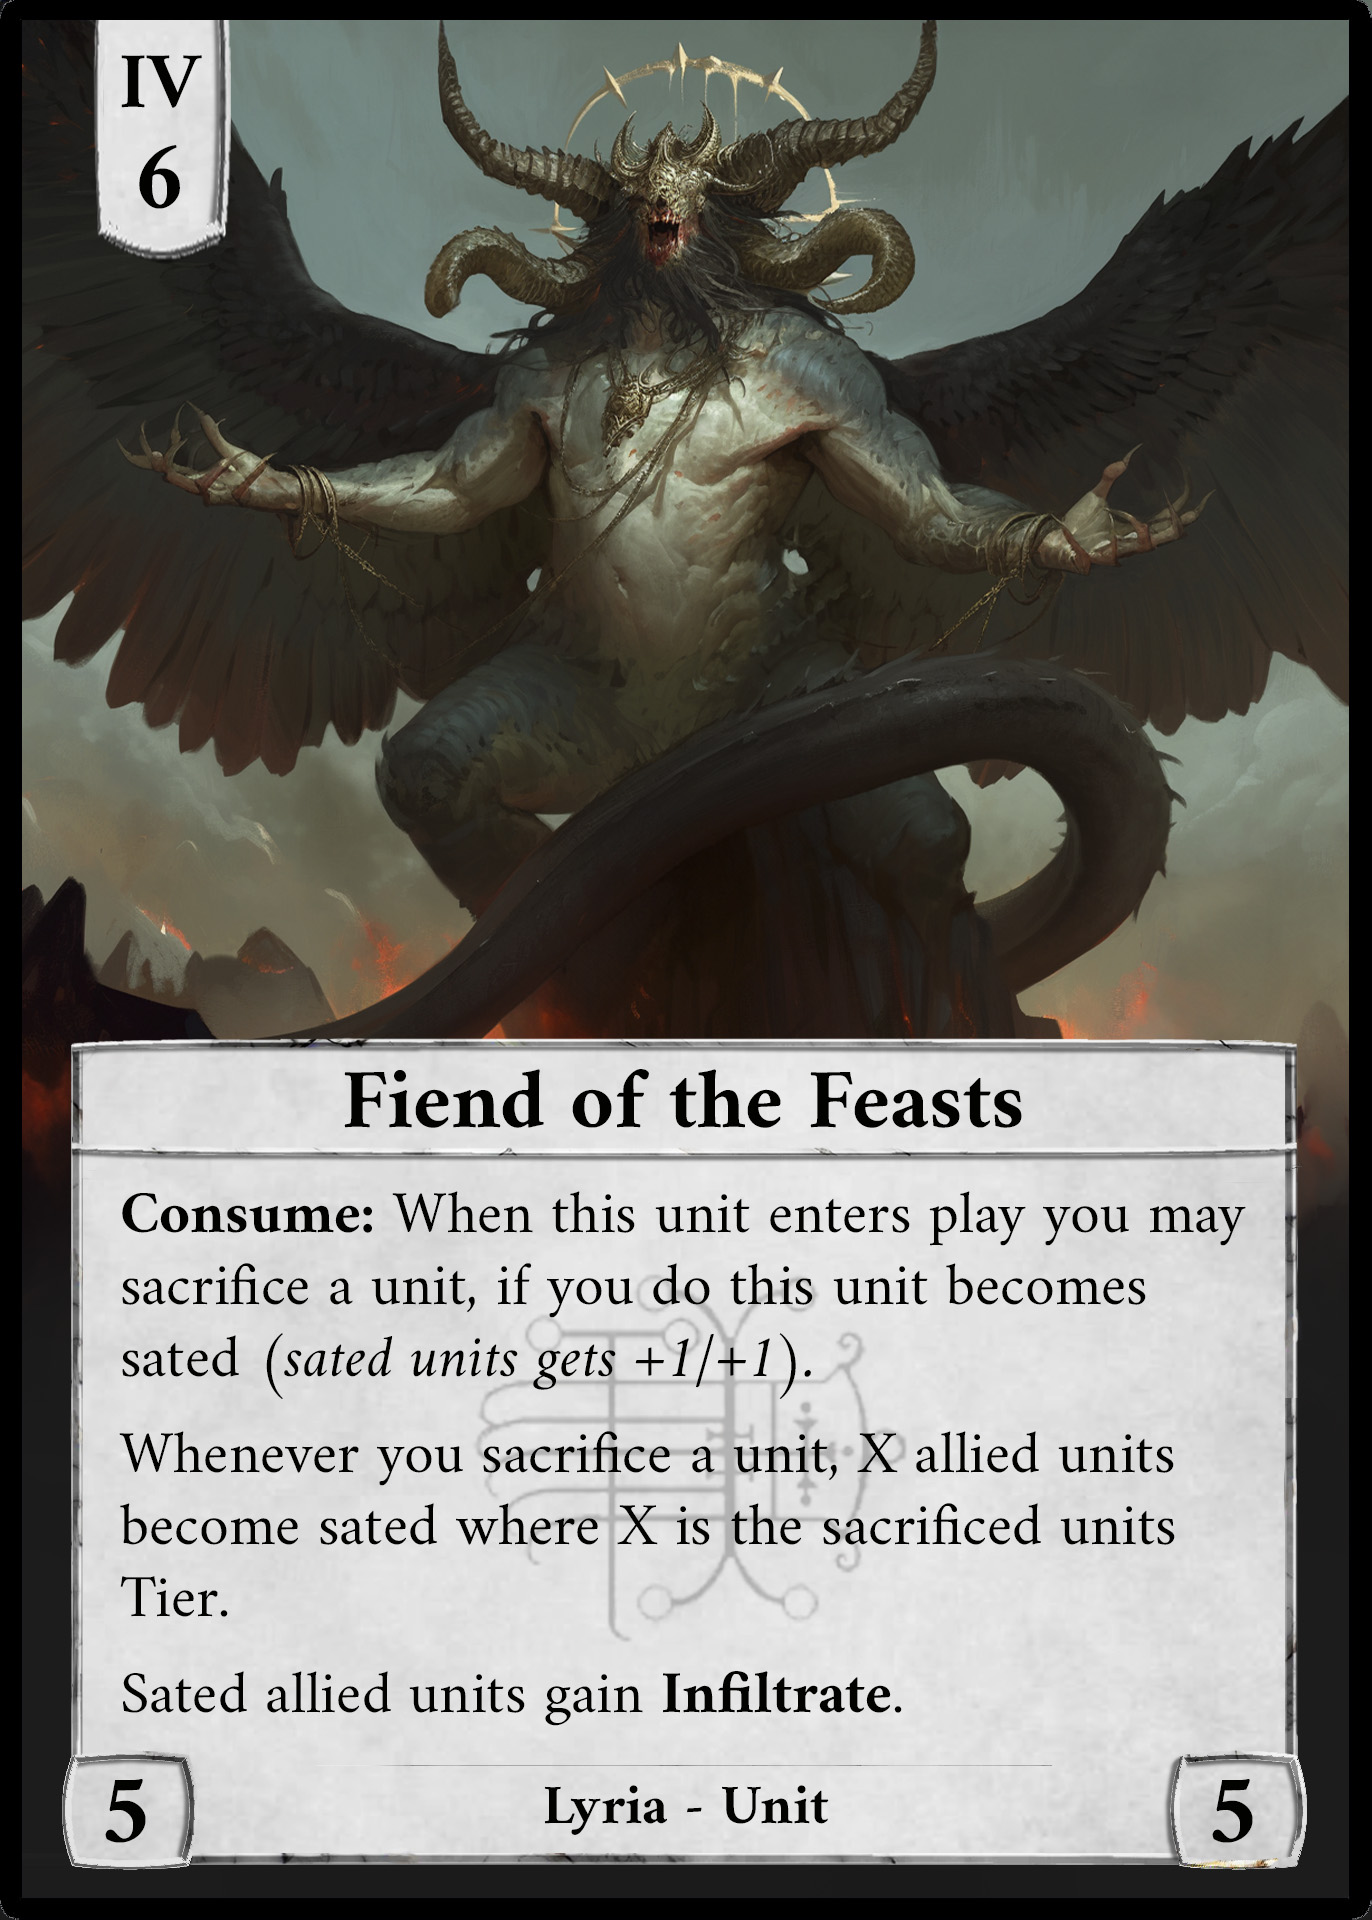 IV
6
Fiend of the Feasts
Consume: When this unit enters play you may
sacrifice a unit, if you do this unit becomes
sated (sated units gets +1/+1).
Whenever you sacrifice a unit, X allied units
become sated where X is the sacrificed units
Tier.
Sated allied units gain Infiltrate.
5
Lyria - Unit
5